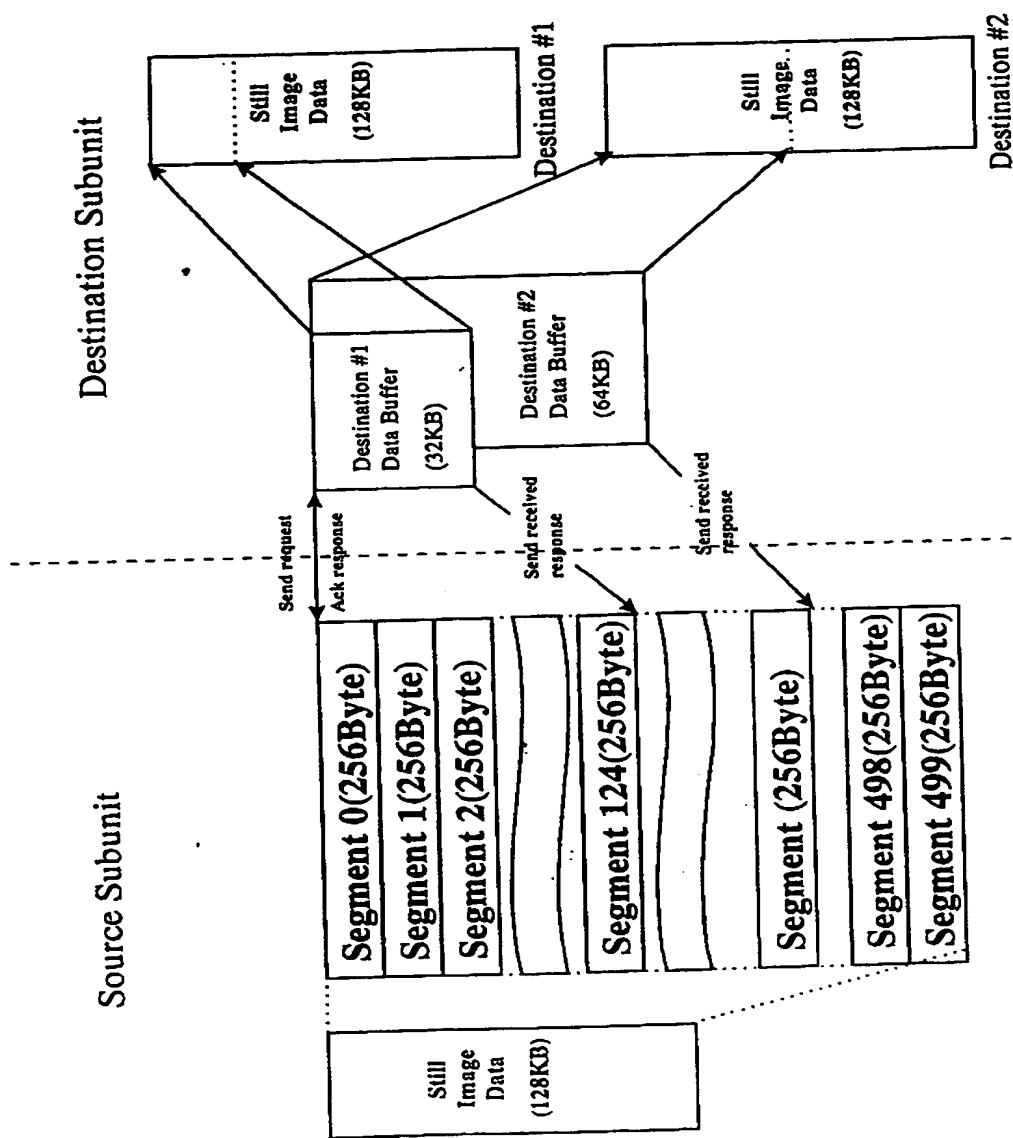 Source Subunit
Destination Subunit
Still
Image
Data
(128KB)
Segment 0(256Byte)
Segment 1(256Byte)
Segment 2(256Byte)
Segment 124(256Byte)
Segment (256Byte)
Segment 498(256Byte)
Segment 499(256Byte)
Send request
Ack response
Send received
response
Send received
response
Destination #1
Data Buffer
(32KB)
Destination #2
Data Buffer
(64KB)
Still
Image
Data
(128KB)
Destination #1
Still
Image
Data
(128KB)
Destination #2